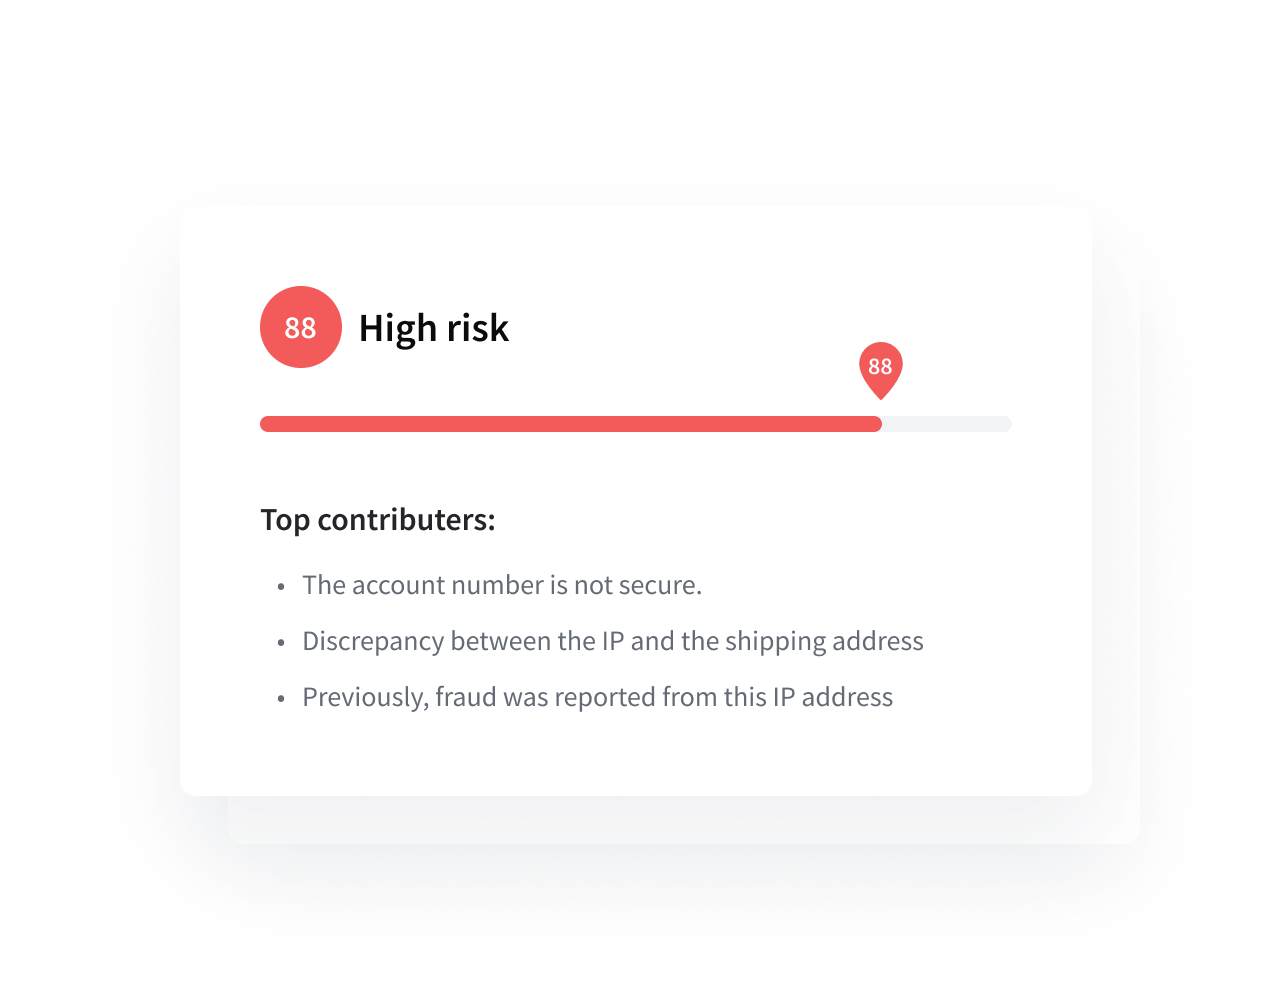 88 High risk
88
Top contributers:
• The account number is not secure.
• Discrepancy between the IP and the shipping address
• Previously, fraud was reported from this IP address